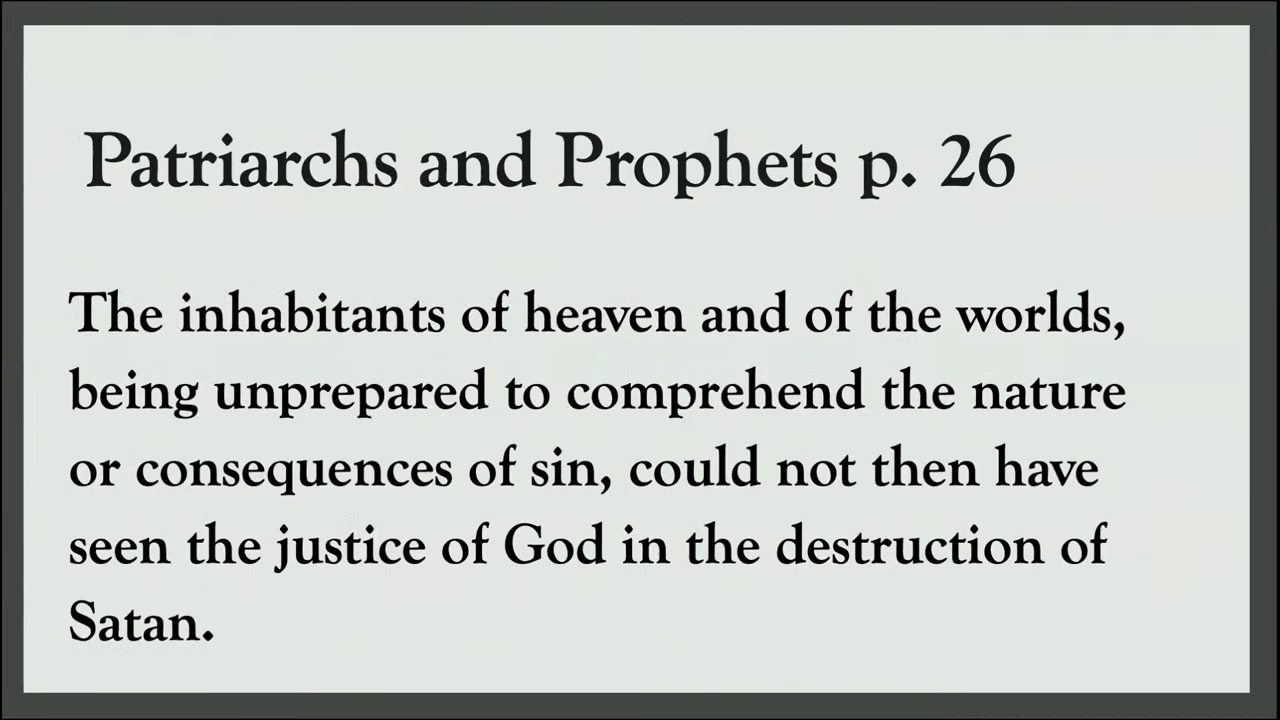 Patriarchs and Prophets p. 26
The inhabitants of heaven and of the worlds,
being unprepared to comprehend the nature
or consequences of sin, could not then have
seen the justice of God in the destruction of
Satan.